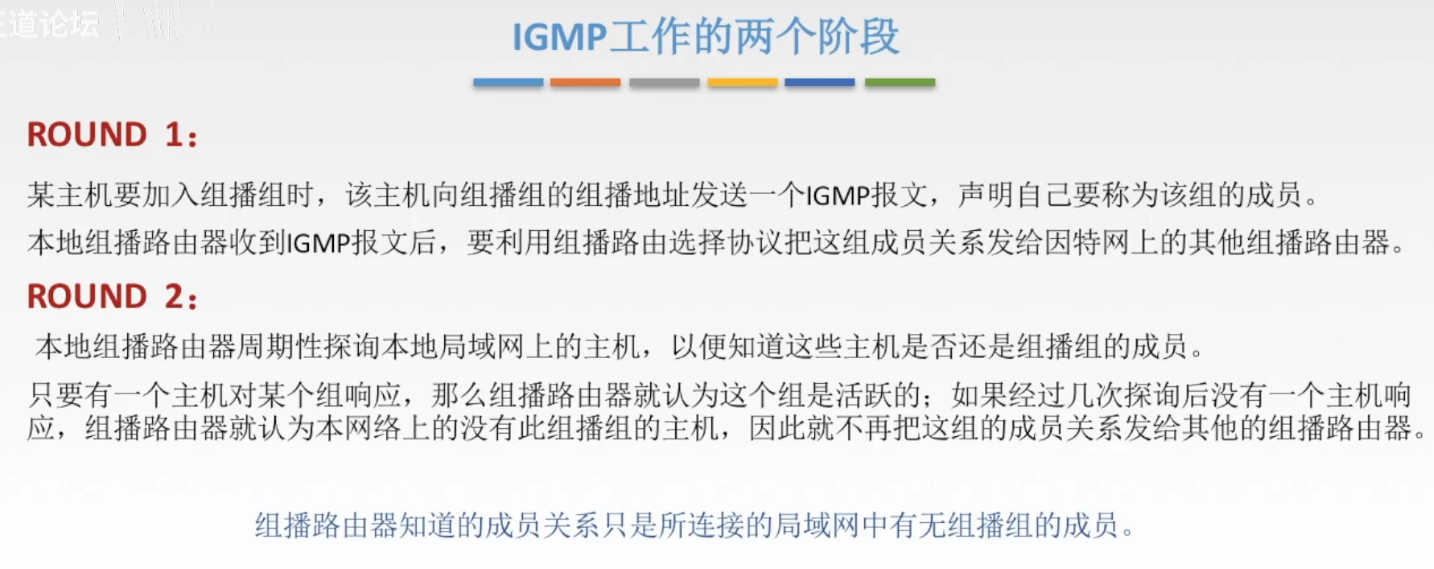 王道论坛
IGMP工作的两个阶段
ROUND 1：
某主机要加入组播组时，该主机向组播组的组播地址发送一个IGMP报文，声明自己要称为该组的成员。
本地组播路由器收到IGMP报文后，要利用组播路由选择协议把这组成员关系发给因特网上的其他组播路由器。
ROUND 2：
本地组播路由器周期性探询本地局域网上的主机，以便知道这些主机是否还是组播组的成员。
只要有一个主机对某个组响应，那么组播路由器就认为这个组是活跃的；如果经过几次探询后没有一个主机响
应，组播路由器就认为本网络上的没有此组播组的主机，因此就不再把这组的成员关系发给其他的组播路由器。
组播路由器知道的成员关系只是所连接的局域网中有无组播组的成员。